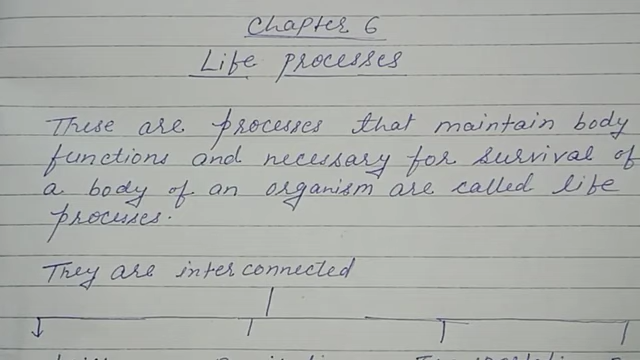 Chapter 6
Life processes
These are processes that maintain body
functions and necessary for survival of
a body of an organism are called life
processes.
They are interconnected